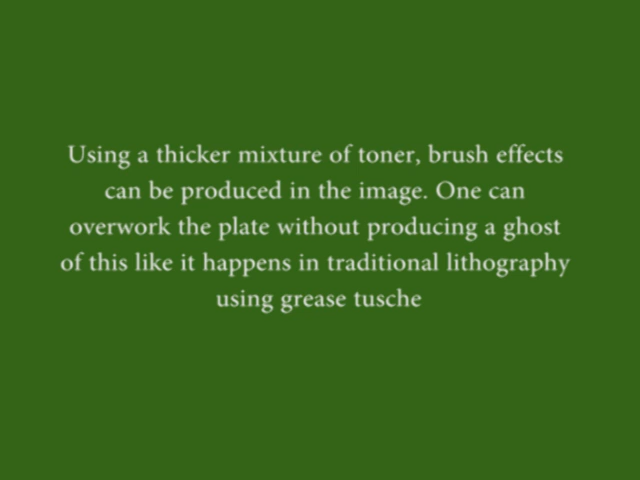 Using a thicker mixture of toner, brush effects
can be produced in the image. One can
overwork the plate without producing a ghost
of this like it happens in traditional lithography
using grease tusche